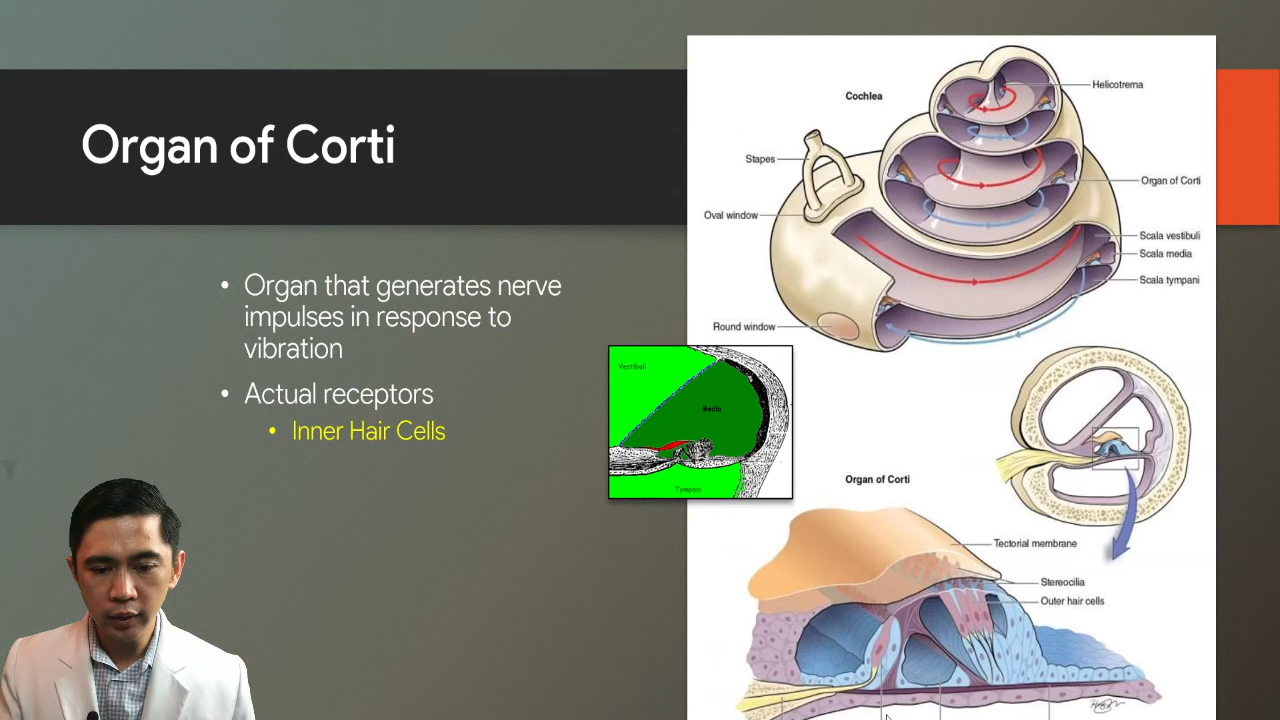 Organ of Corti
• Organ that generates nerve
impulses in response to
vibration
• Actual receptors
• Inner Hair Cells
Cochlea
Helicotrema
Stapes
Organ of Corti
Oval window
Scala vestibuli
Scala media
Scala tympani
Round window
Vestibuli
Media
Tympani
Organ of Corti
Tectorial membrane
Stereocilia
Outer hair cells